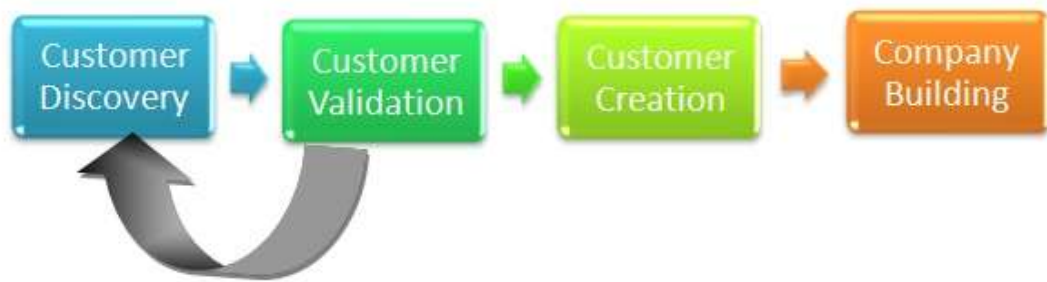 Customer
Discovery
Customer
Validation
Customer
Creation
Company
Building